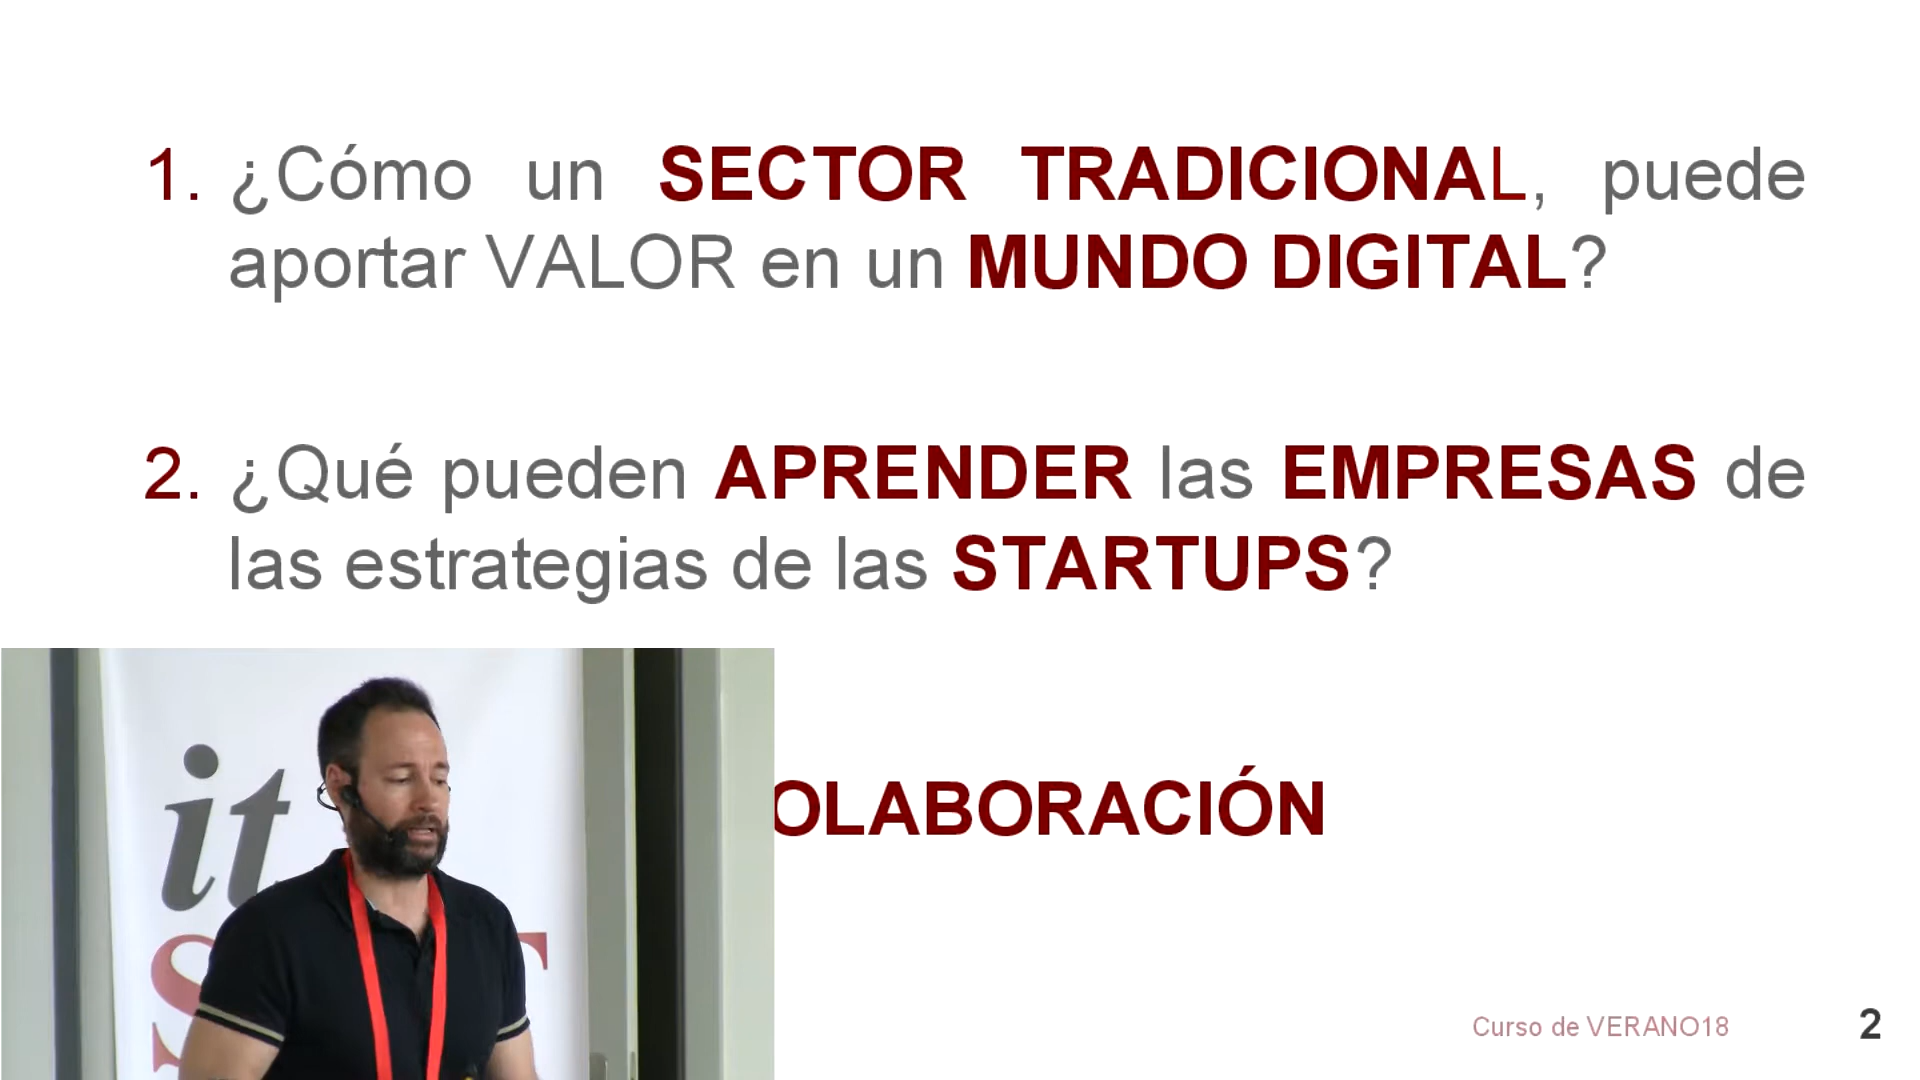 1. ¿Cómo un SECTOR TRADICIONAL, puede
aportar VALOR en un MUNDO DIGITAL?
2. ¿Qué pueden APRENDER las EMPRESAS de
las estrategias de las STARTUPS?
OLABORACIÓN
it
Curso de VERANO18
2